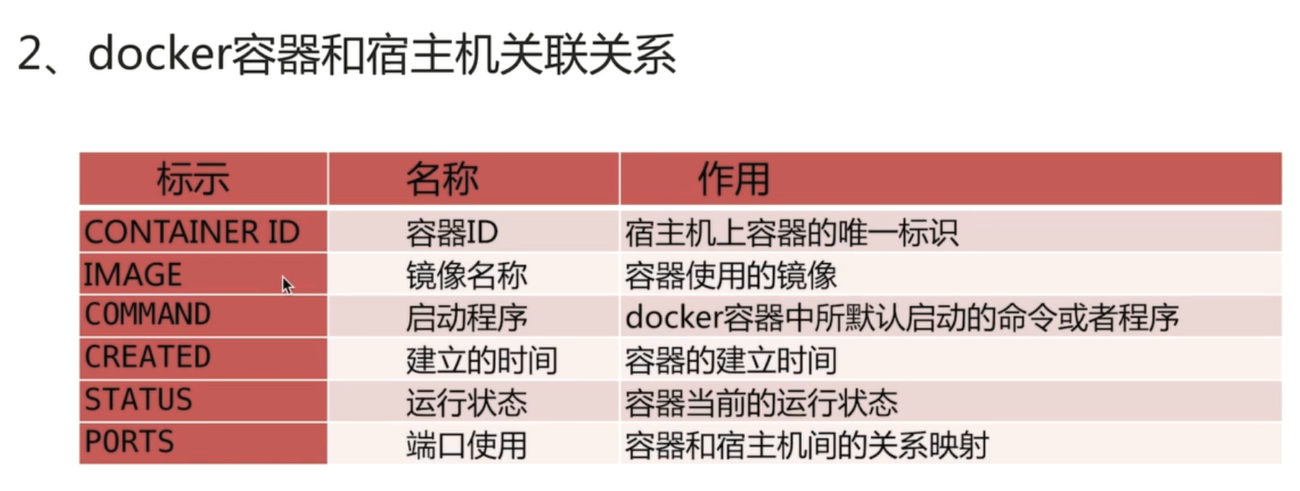 2、docker容器和宿主机关联关系
标示 名称 作用
CONTAINER ID 容器ID 宿主机上容器的唯一标识
IMAGE 镜像名称 容器使用的镜像
COMMAND 启动程序 docker容器中所默认启动的命令或者程序
CREATED 建立的时间 容器的建立时间
STATUS 运行状态 容器当前的运行状态
PORTS 端口使用 容器和宿主机间的关系映射